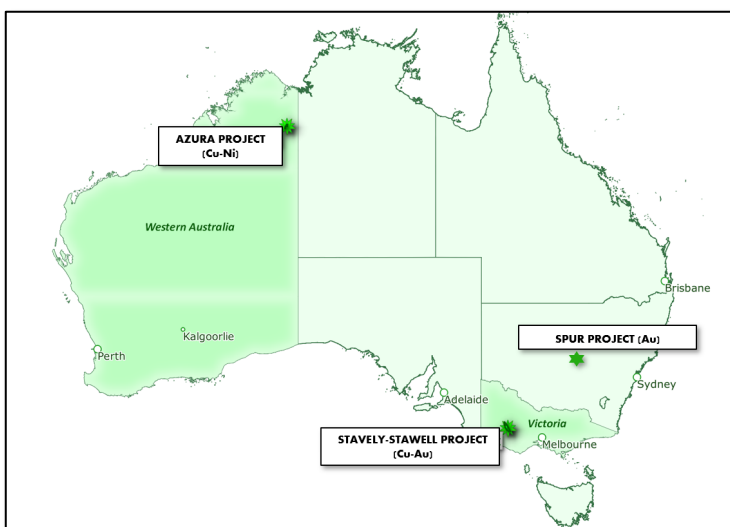 AZURA PROJECT
(Cu-Ni)
Western Australia
Brisbane
Kalgoorlie
SPUR PROJECT (Au)
Perth
Sydney
Adelaide
Victoria
STAVELY-STAWELL PROJECT
(Cu-Au)
Melbourne